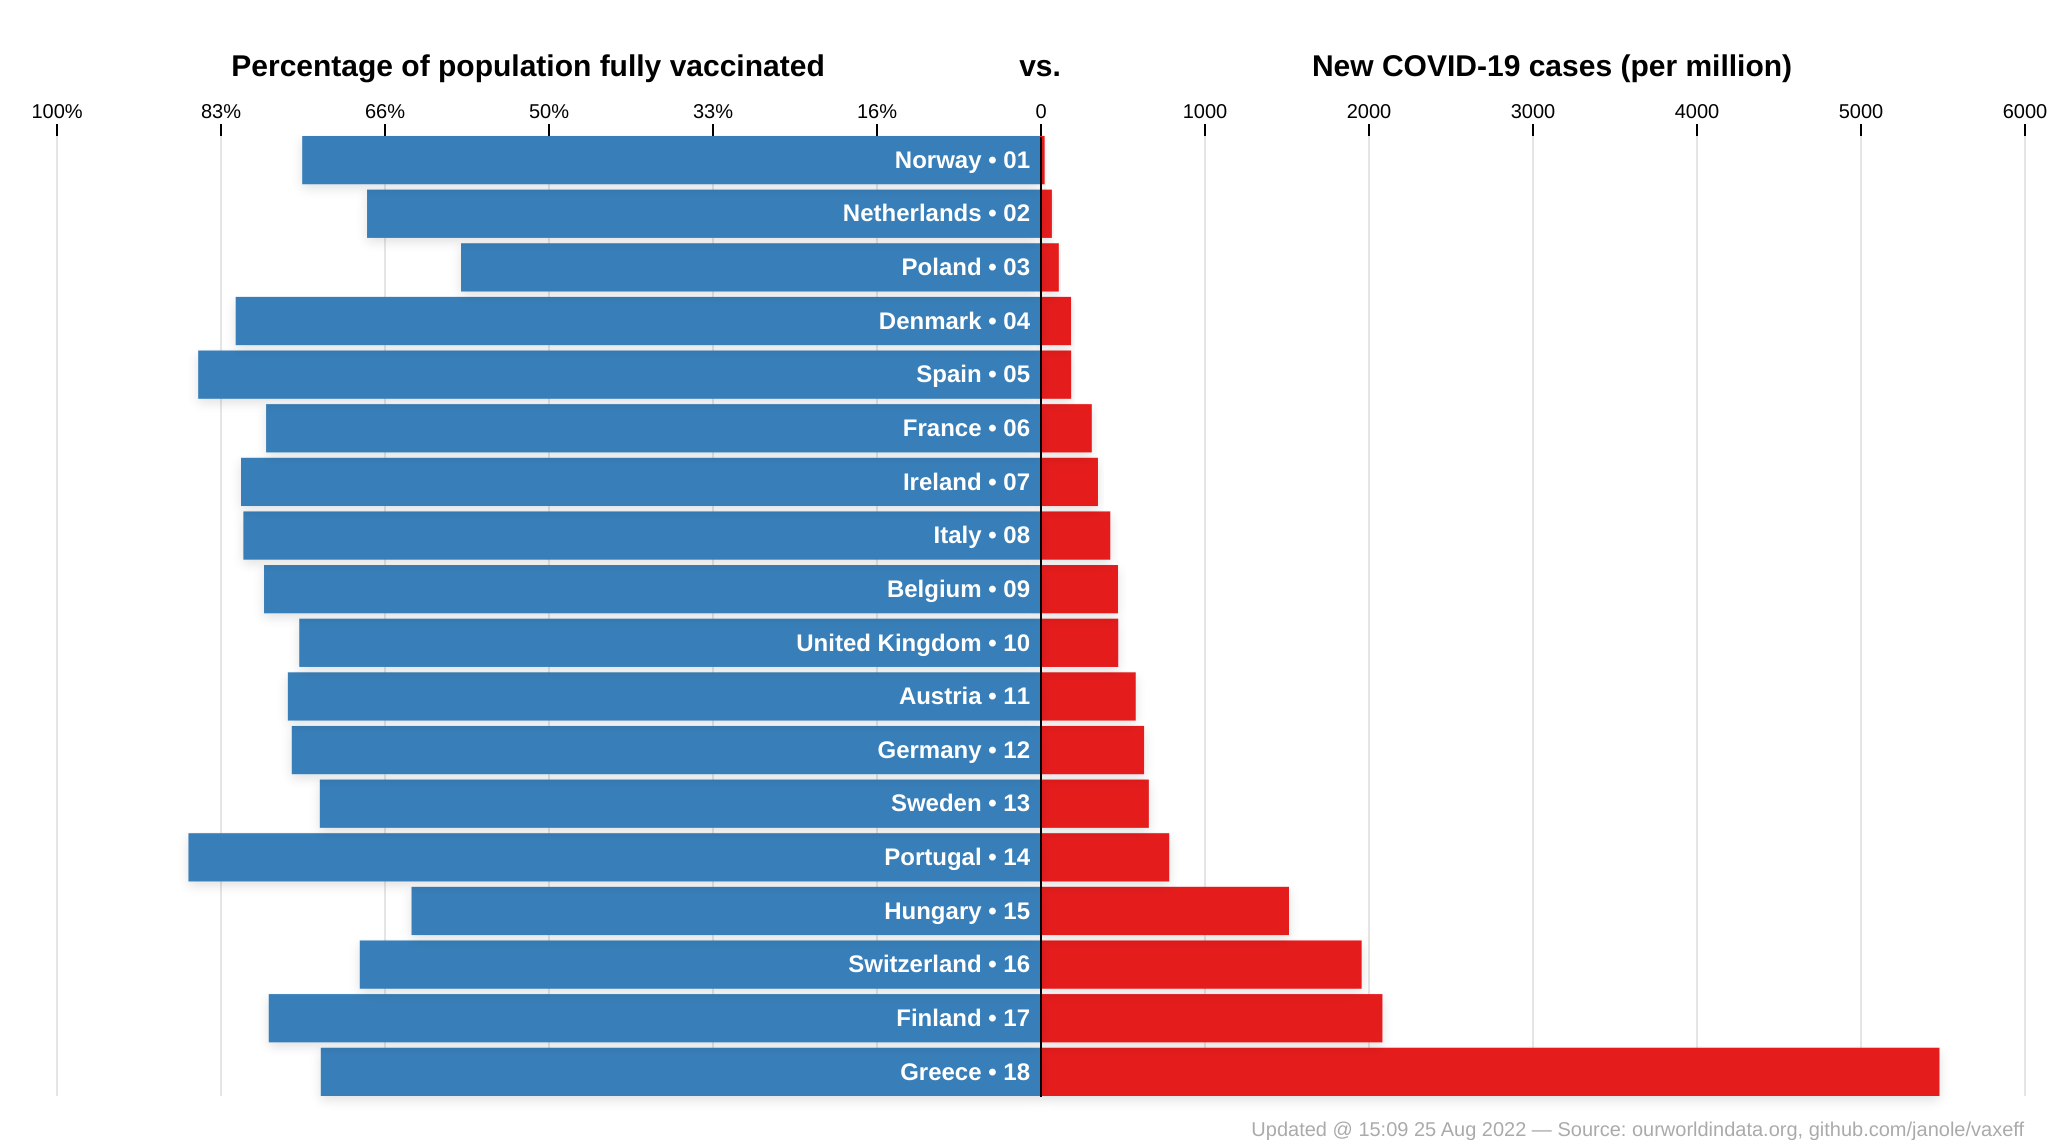 Percentage of population fully vaccinated vs. New COVID-19 cases (per million)
100% 83% 66% 50% 33% 16% 0 1000 2000 3000 4000 5000 6000
Norway • 01
Netherlands • 02
Poland • 03
Denmark • 04
Spain • 05
France • 06
Ireland • 07
Italy • 08
Belgium • 09
United Kingdom • 10
Austria • 11
Germany • 12
Sweden • 13
Portugal • 14
Hungary • 15
Switzerland • 16
Finland • 17
Greece • 18
Updated @ 15:09 25 Aug 2022 — Source: ourworldindata.org, github.com/janole/vaxeff